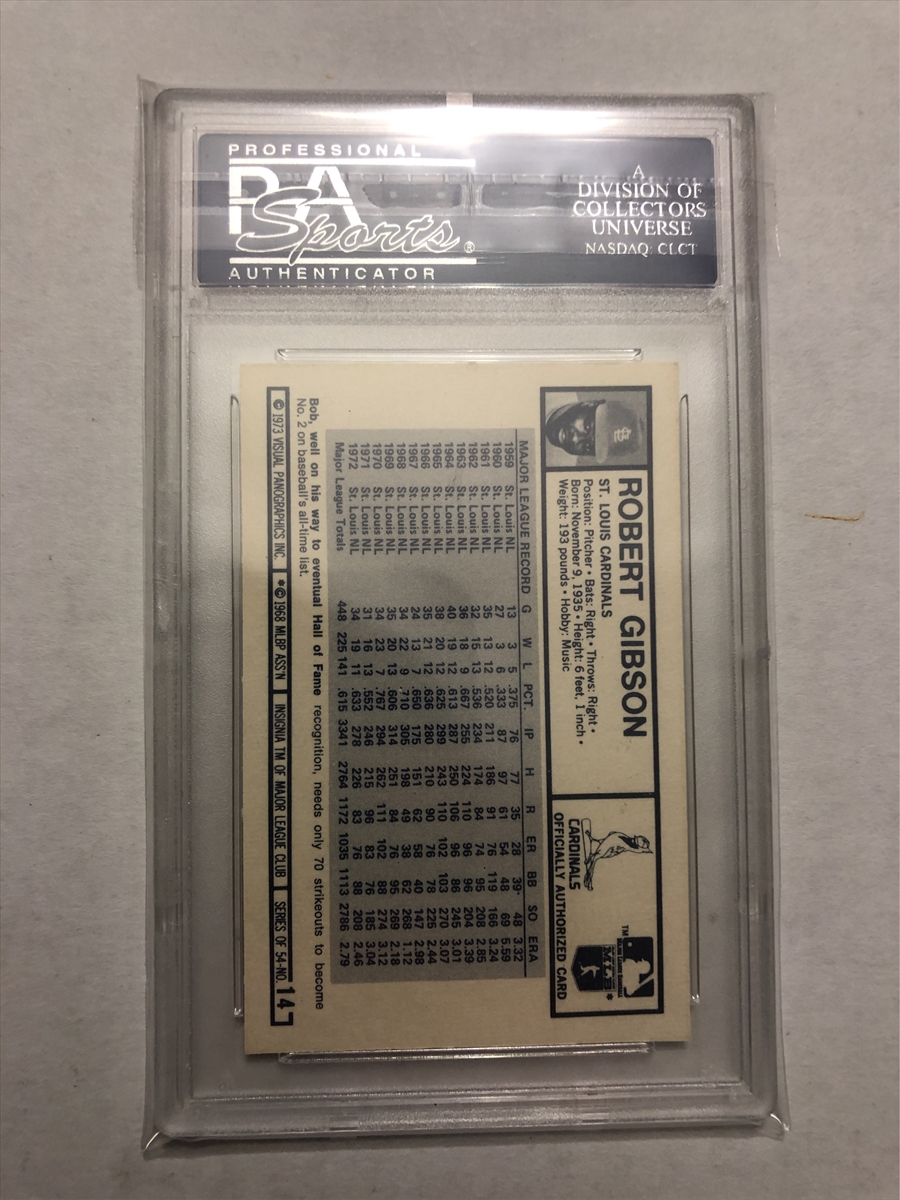 PROFESSIONAL
PSA
Sports®
AUTHENTICATOR
A
DIVISION OF
COLLECTORS
UNIVERSE
NASDAQ: CLCT
ROBERT GIBSON
ST. LOUIS CARDINALS
Position: Pitcher • Bats: Right • Throws: Right •
Born: November 9, 1935 • Height: 6 feet, 1 inch •
Weight: 193 pounds • Hobby: Music
CARDINALS
OFFICIALLY AUTHORIZED CARD
TM
MAJOR LEAGUE BASEBALL
MLB *
MAJOR LEAGUE RECORD G W L PCT. IP H R ER BB SO ERA
1959 St. Louis NL 13 3 5 .375 76 77 35 28 39 48 3.32
1960 St. Louis NL 27 3 6 .333 87 97 61 54 48 69 5.59
1961 St. Louis NL 35 13 12 .520 211 186 91 76 119 166 3.24
1962 St. Louis NL 32 15 13 .536 234 174 84 74 95 208 2.85
1963 St. Louis NL 36 18 9 .667 255 224 110 96 96 204 3.39
1964 St. Louis NL 40 19 12 .613 287 250 106 96 86 245 3.01
1965 St. Louis NL 38 20 12 .625 299 243 110 102 103 270 3.07
1966 St. Louis NL 35 21 12 .636 280 210 90 76 78 225 2.44
1967 St. Louis NL 24 13 7 .650 175 151 62 58 40 147 2.98
1968 St. Louis NL 34 22 9 .710 305 198 49 38 62 268 1.12
1969 St. Louis NL 35 20 13 .606 314 251 84 76 95 269 2.18
1970 St. Louis NL 34 23 7 .767 294 262 111 102 88 274 3.12
1971 St. Louis NL 31 16 13 .552 246 215 96 83 76 185 3.04
1972 St. Louis NL 34 19 11 .633 278 226 83 76 88 208 2.46
Major League Totals 448 225 141 .615 3341 2764 1172 1035 1113 2786 2.79
Bob, well on his way to eventual Hall of Fame recognition, needs only 70 strikeouts to become
No. 2 on baseball's all-time list.
© 1973 VISUAL PANOGRAPHICS INC. *© 1968 MLBP ASS'N INSIGNIA TM OF MAJOR LEAGUE CLUB SERIES OF 54-NO. 14